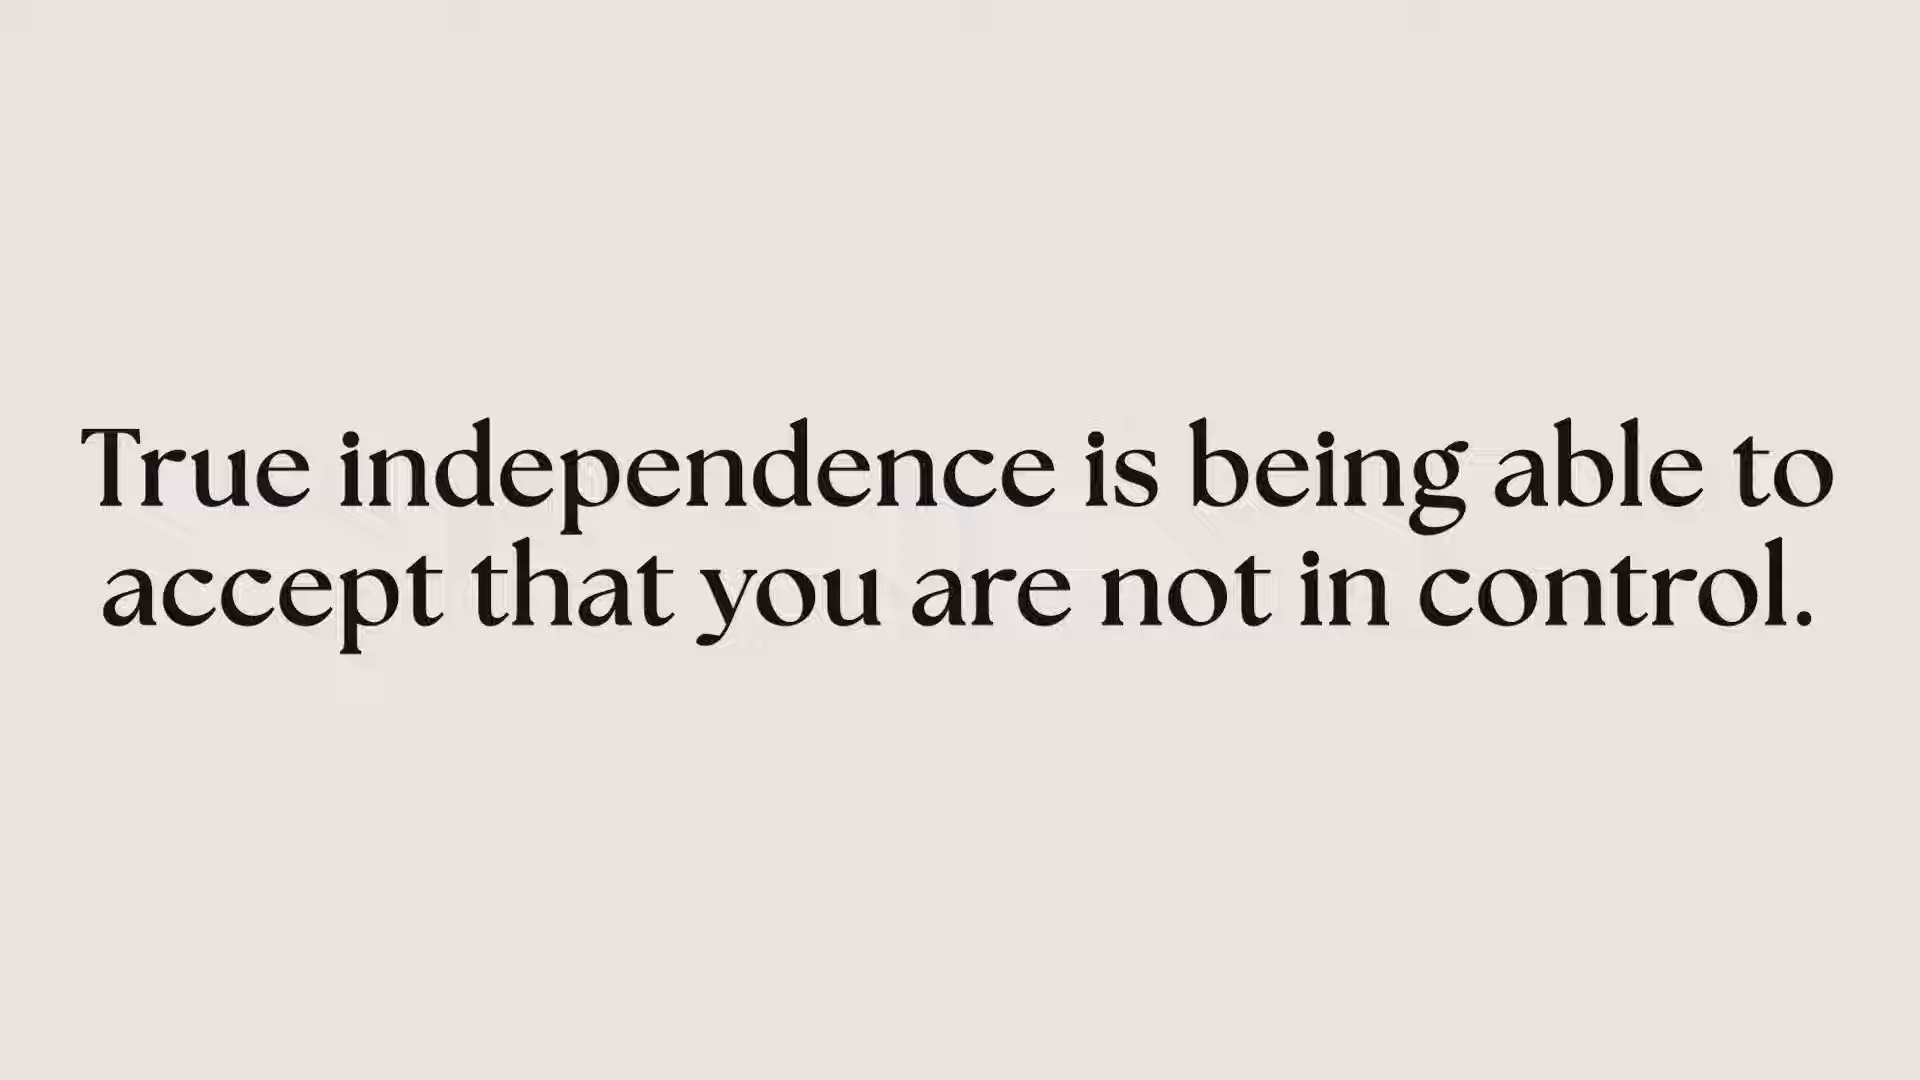 True independence is being able to
accept that you are not in control.